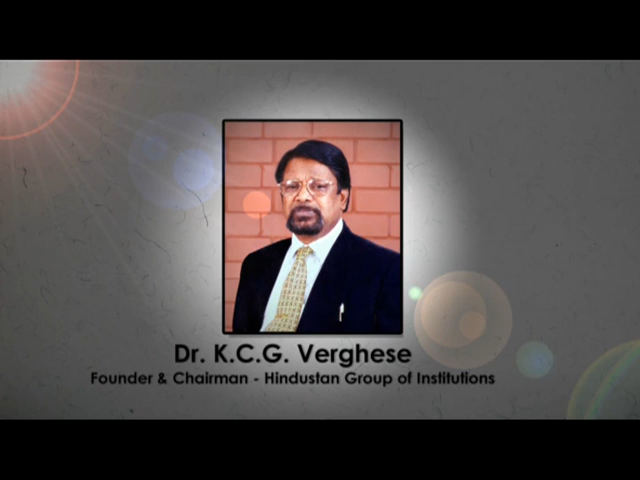 Dr. K.C.G. Verghese
Founder & Chairman - Hindustan Group of Institutions